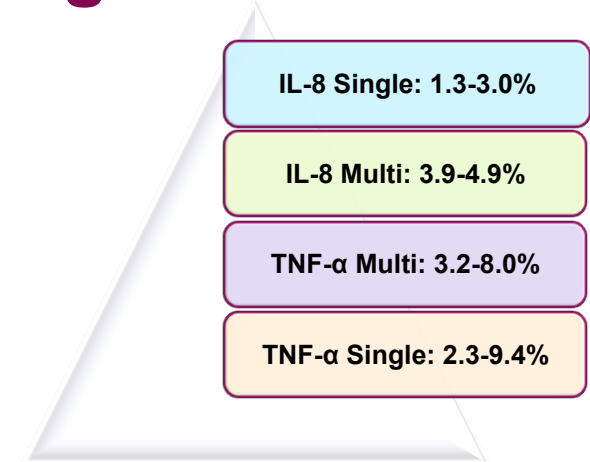 g
IL-8 Single: 1.3-3.0%
IL-8 Multi: 3.9-4.9%
TNF-α Multi: 3.2-8.0%
TNF-α Single: 2.3-9.4%